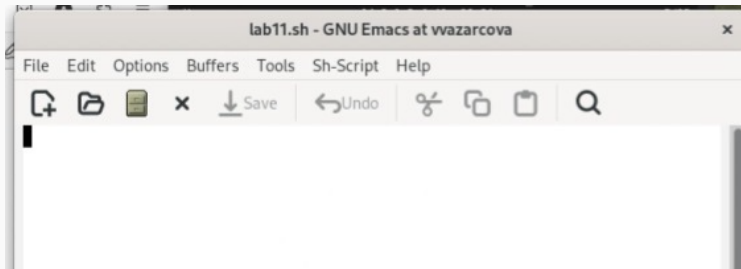 lab11.sh - GNU Emacs at vvazarcova
File Edit Options Buffers Tools Sh-Script Help
Save Undo